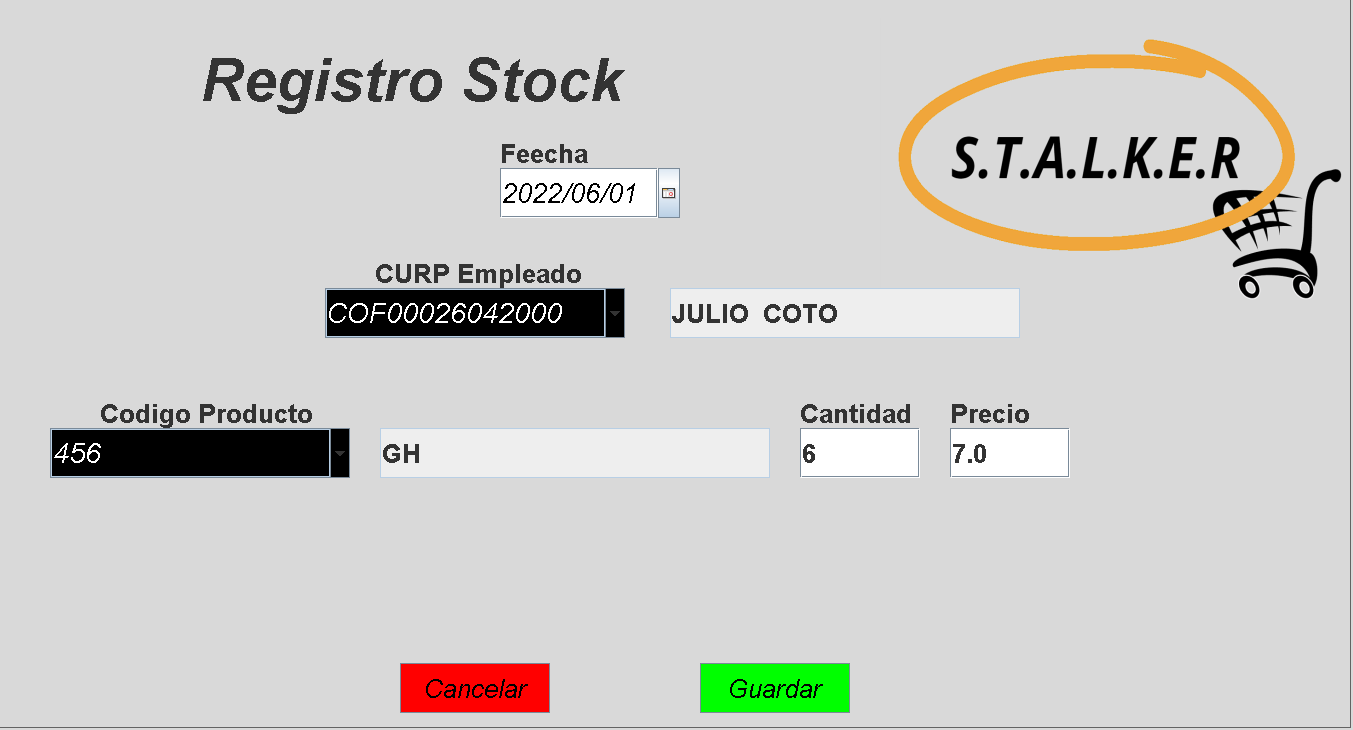 Registro Stock
S.T.A.L.K.E.R
Feecha
2022/06/01
CURP Empleado
COF00026042000
JULIO  COTO
Codigo Producto
Cantidad
Precio
456
GH
6
7.0
Cancelar
Guardar